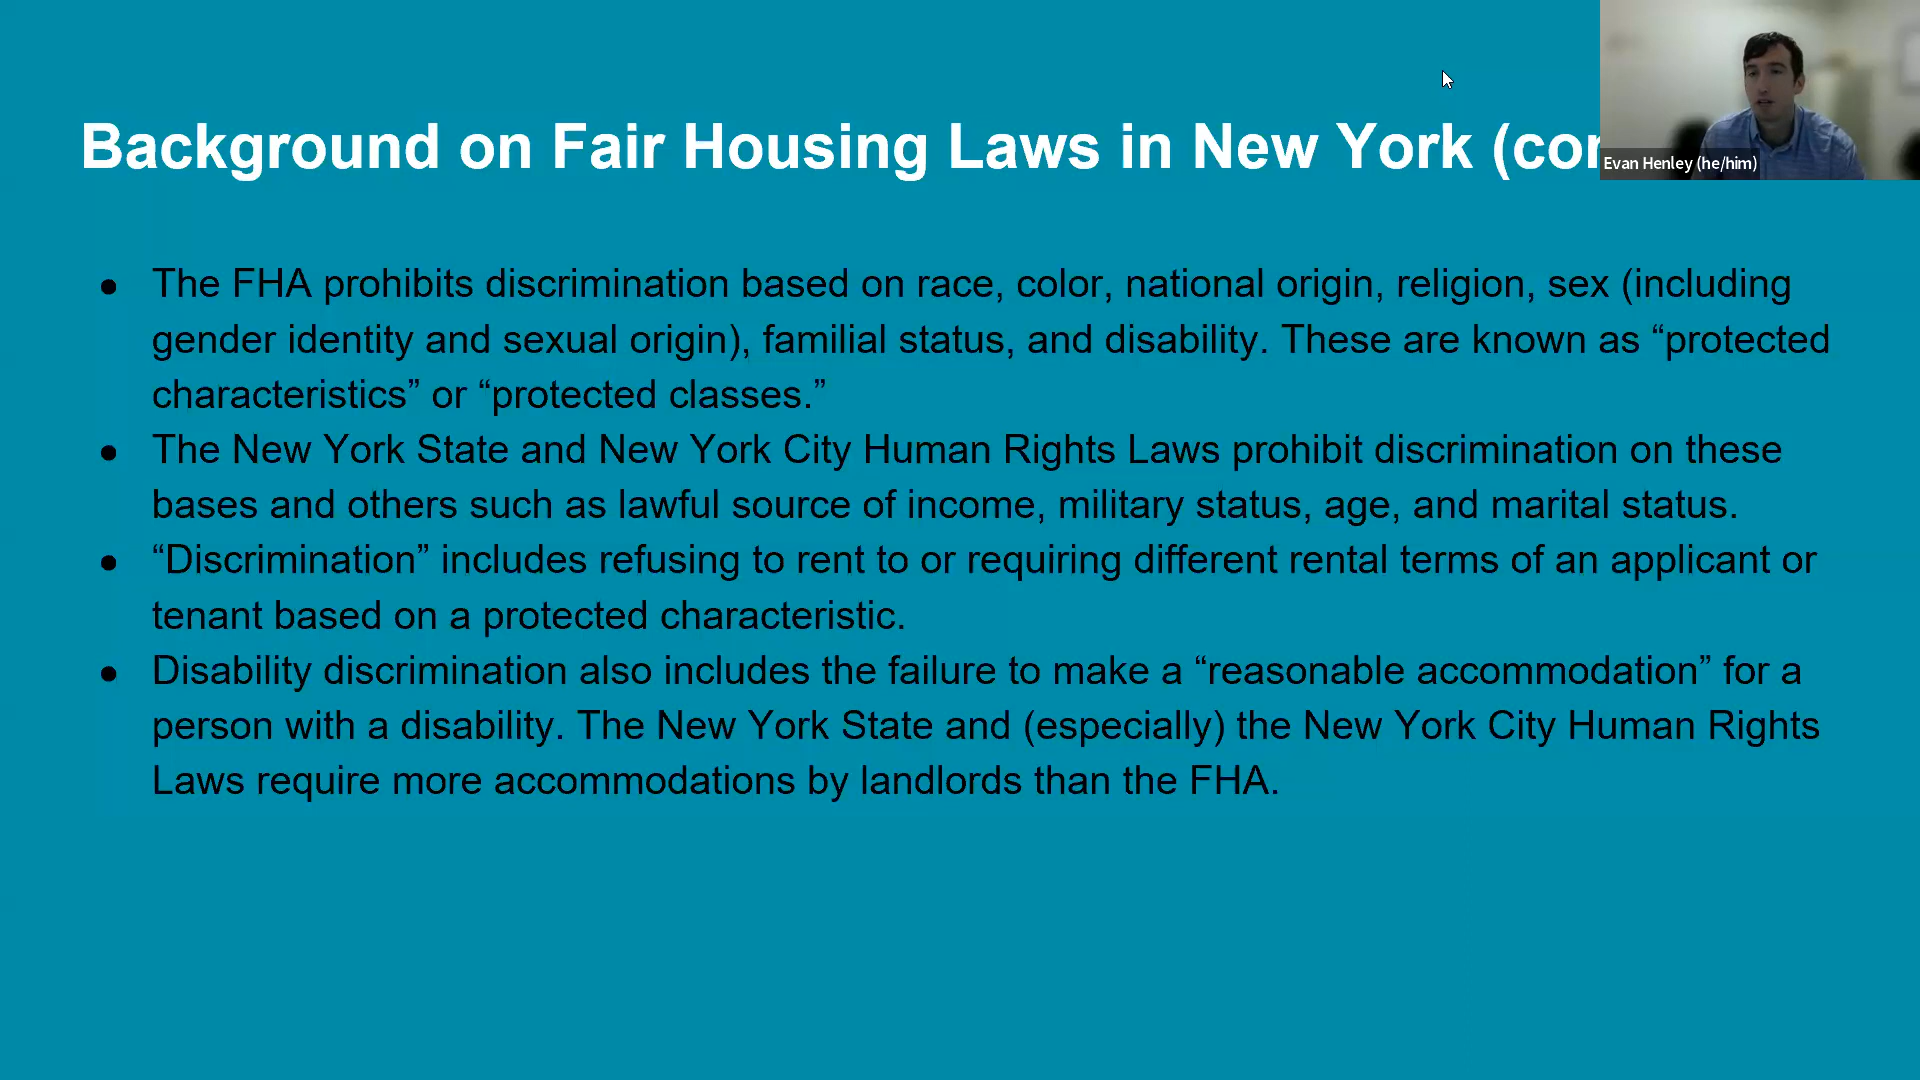 Background on Fair Housing Laws in New York (con
Evan Henley (he/him)
● The FHA prohibits discrimination based on race, color, national origin, religion, sex (including
gender identity and sexual origin), familial status, and disability. These are known as “protected
characteristics” or “protected classes.”
● The New York State and New York City Human Rights Laws prohibit discrimination on these
bases and others such as lawful source of income, military status, age, and marital status.
● “Discrimination” includes refusing to rent to or requiring different rental terms of an applicant or
tenant based on a protected characteristic.
● Disability discrimination also includes the failure to make a “reasonable accommodation” for a
person with a disability. The New York State and (especially) the New York City Human Rights
Laws require more accommodations by landlords than the FHA.